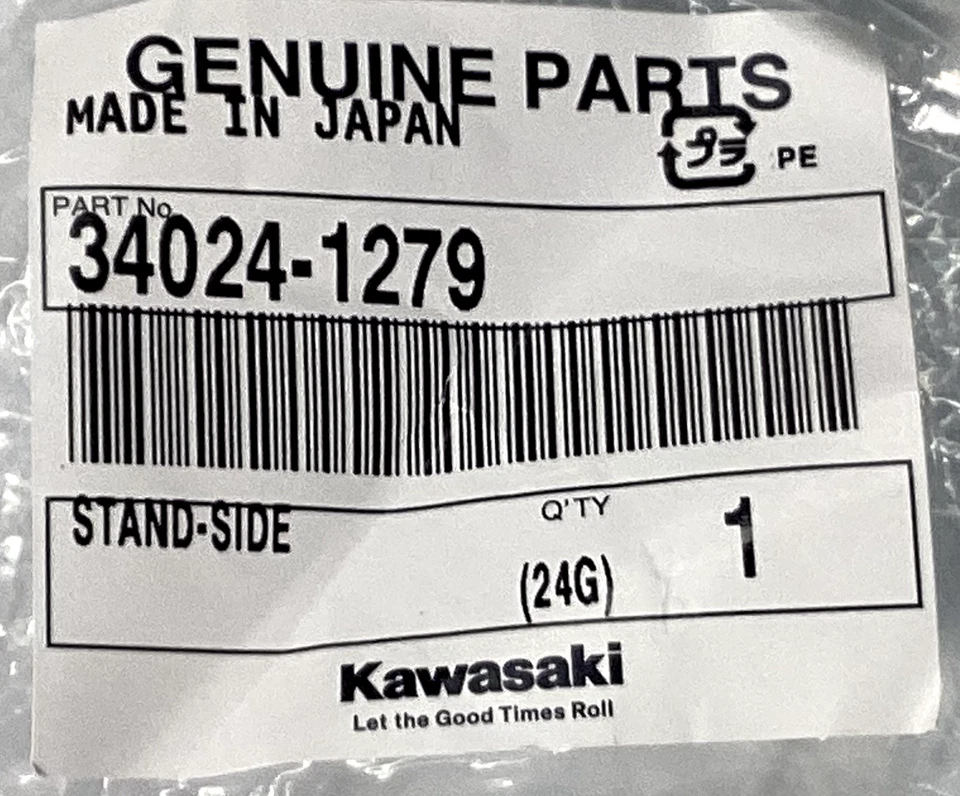 GENUINE PARTS
MADE IN JAPAN
プラ PE
PART No.
34024-1279
STAND-SIDE
Q'TY
1
(24G)
Kawasaki
Let the Good Times Roll